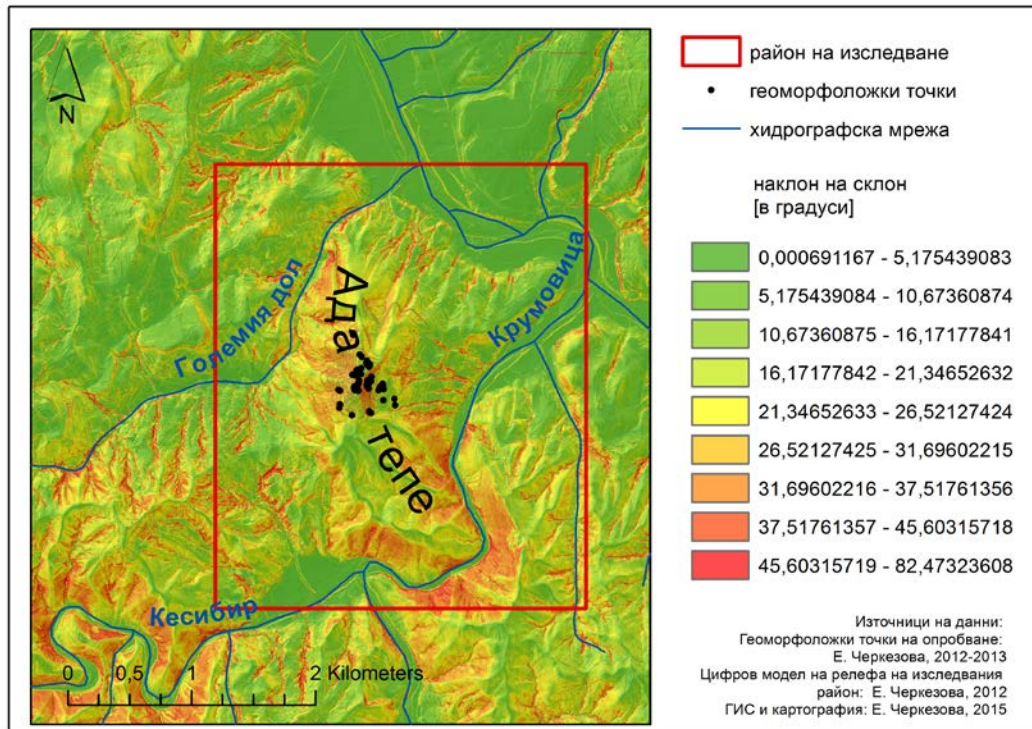 N
Големия дол
Ада
тепе
Крумовица
Кесибир
0 0,5 1 2 Kilometers
район на изследване
геоморфоложки точки
хидрографска мрежа
наклон на склон
[в градуси]
0,000691167 - 5,175439083
5,175439084 - 10,67360874
10,67360875 - 16,17177841
16,17177842 - 21,34652632
21,34652633 - 26,52127424
26,52127425 - 31,69602215
31,69602216 - 37,51761356
37,51761357 - 45,60315718
45,60315719 - 82,47323608
Източници на данни:
Геоморфоложки точки на опробване:
Е. Черкезова, 2012-2013
Цифров модел на релефа на изследвания
район: Е. Черкезова, 2012
ГИС и картография: Е. Черкезова, 2015